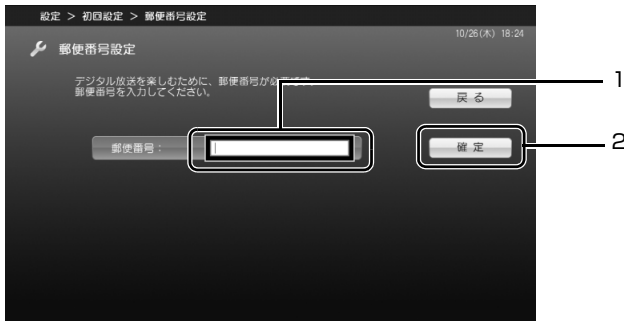 設定 > 初回設定 > 郵便番号設定
10/26(木) 18:24
郵便番号設定
デジタル放送を楽しむために、郵便番号が必要です。
郵便番号を入力してください。
1
戻る
郵便番号：
確定
2